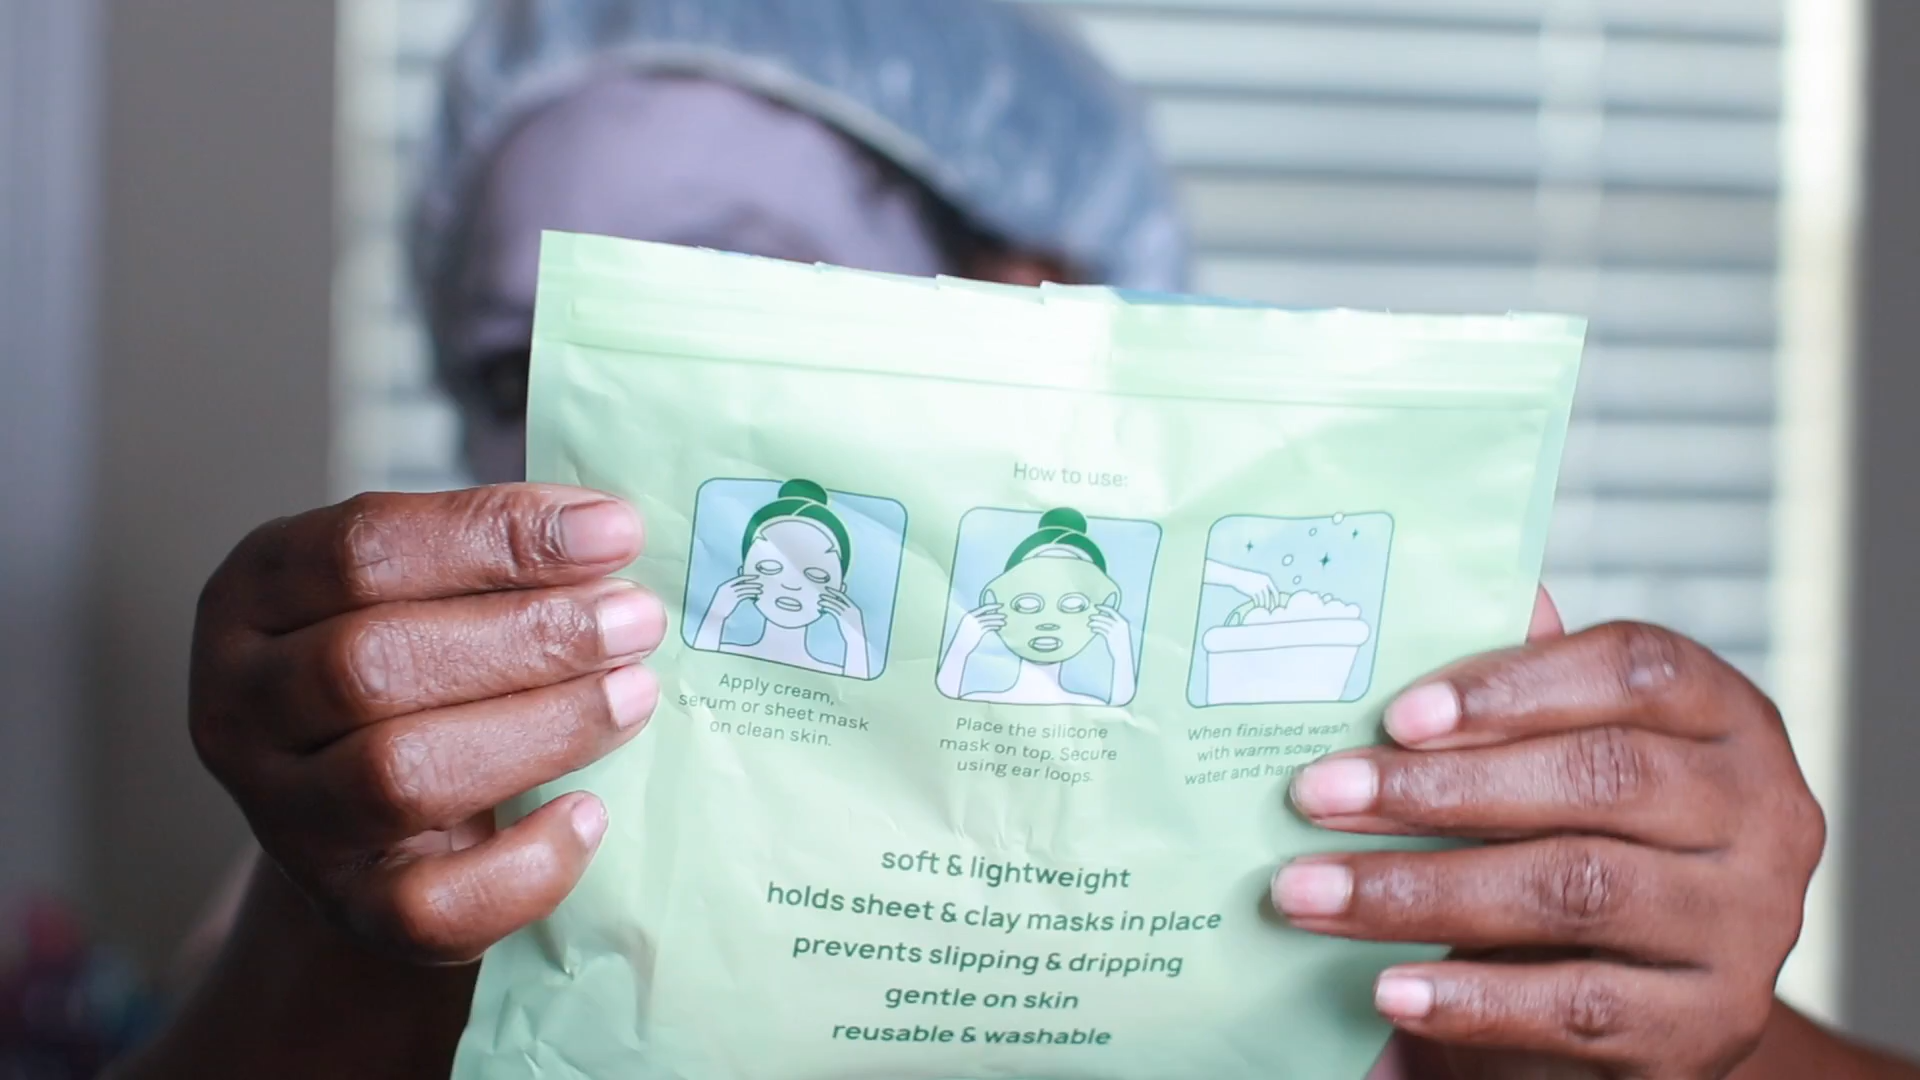 How to use:
Apply cream,
serum or sheet mask
on clean skin.
Place the silicone
mask on top. Secure
using ear loops.
When finished wash
with warm soapy
water and
soft & lightweight
holds sheet & clay masks in place
prevents slipping & dripping
gentle on skin
reusable & washable